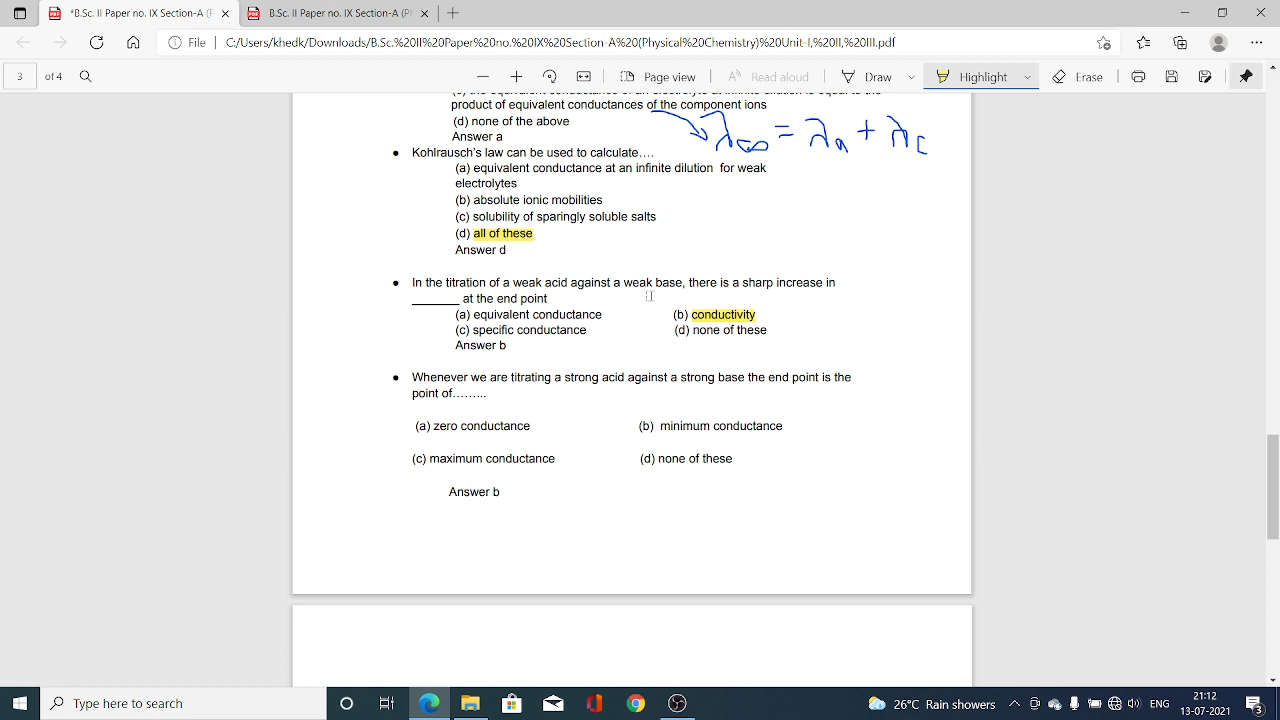 *B.Sc. II Paper no. IX Section-A (F
B.Sc. II Paper no. IX Section-A (P
File
C:/Users/khedk/Downloads/B.Sc.%20II%20Paper%20no.%20IX%20Section-A%20(Physical%20Chemistry)%20Unit-I,%20II,%20III.pdf
3 of 4
Page view
Read aloud
Draw
Highlight
Erase
product of equivalent conductances of the component ions
(d) none of the above
Answer a
λ∞ = λa + λc
● Kohlrausch's law can be used to calculate….
(a) equivalent conductance at an infinite dilution for weak
electrolytes
(b) absolute ionic mobilities
(c) solubility of sparingly soluble salts
(d) all of these
Answer d
● In the titration of a weak acid against a weak base, there is a sharp increase in
_______ at the end point
(a) equivalent conductance (b) conductivity
(c) specific conductance (d) none of these
Answer b
● Whenever we are titrating a strong acid against a strong base the end point is the
point of……...
(a) zero conductance (b) minimum conductance
(c) maximum conductance (d) none of these
Answer b
Type here to search
29°C Rain showers
ENG
21:12
13-07-2021